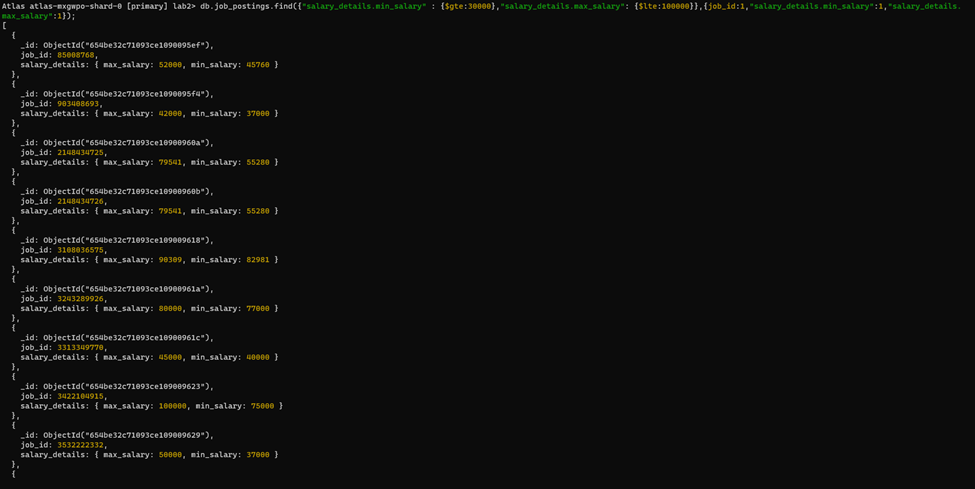 Atlas atlas-mxgwpo-shard-0 [primary] lab2> db.job_postings.find({"salary_details.min_salary" : {$gte:30000},"salary_details.max_salary": {$lte:100000}},{job_id:1,"salary_details.min_salary":1,"salary_details.
max_salary":1});
[
  {
    _id: ObjectId("654be32c71093ce1090095ef"),
    job_id: 85008768,
    salary_details: { max_salary: 52000, min_salary: 45760 }
  },
  {
    _id: ObjectId("654be32c71093ce1090095f4"),
    job_id: 903408693,
    salary_details: { max_salary: 42000, min_salary: 37000 }
  },
  {
    _id: ObjectId("654be32c71093ce10900960a"),
    job_id: 2148434725,
    salary_details: { max_salary: 79541, min_salary: 55280 }
  },
  {
    _id: ObjectId("654be32c71093ce10900960b"),
    job_id: 2148434726,
    salary_details: { max_salary: 79541, min_salary: 55280 }
  },
  {
    _id: ObjectId("654be32c71093ce109009618"),
    job_id: 3108036575,
    salary_details: { max_salary: 90309, min_salary: 82981 }
  },
  {
    _id: ObjectId("654be32c71093ce10900961a"),
    job_id: 3243289926,
    salary_details: { max_salary: 80000, min_salary: 77000 }
  },
  {
    _id: ObjectId("654be32c71093ce10900961c"),
    job_id: 3313349770,
    salary_details: { max_salary: 45000, min_salary: 40000 }
  },
  {
    _id: ObjectId("654be32c71093ce109009623"),
    job_id: 3422104915,
    salary_details: { max_salary: 100000, min_salary: 75000 }
  },
  {
    _id: ObjectId("654be32c71093ce109009629"),
    job_id: 3532222332,
    salary_details: { max_salary: 50000, min_salary: 37000 }
  },
  {